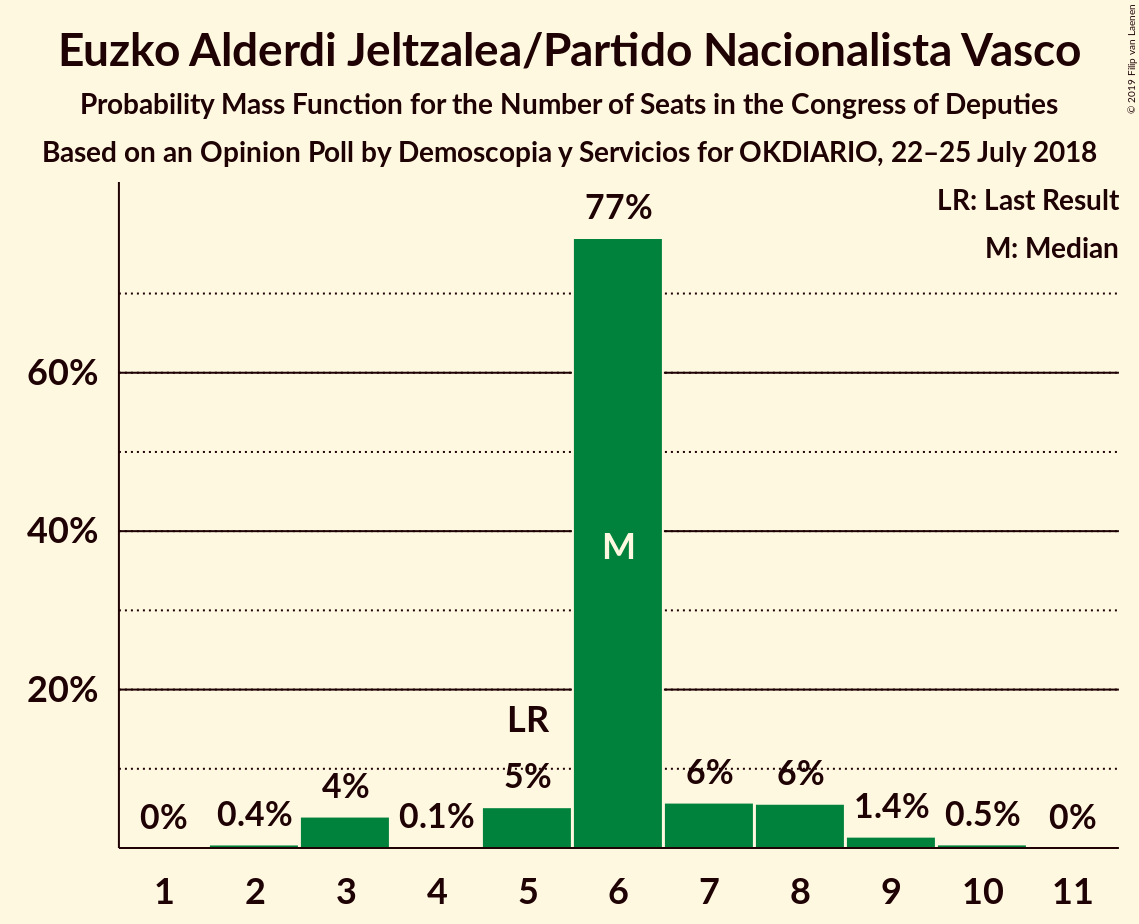 Euzko Alderdi Jeltzalea/Partido Nacionalista Vasco
Probability Mass Function for the Number of Seats in the Congress of Deputies
Based on an Opinion Poll by Demoscopia y Servicios for OKDIARIO, 22–25 July 2018
© 2019 Filip van Laenen
LR: Last Result
M: Median
77%
60%
40%
M
20%
LR
0%
0.4%
4%
0.1%
5%
6%
6%
1.4%
0.5%
0%
1 2 3 4 5 6 7 8 9 10 11